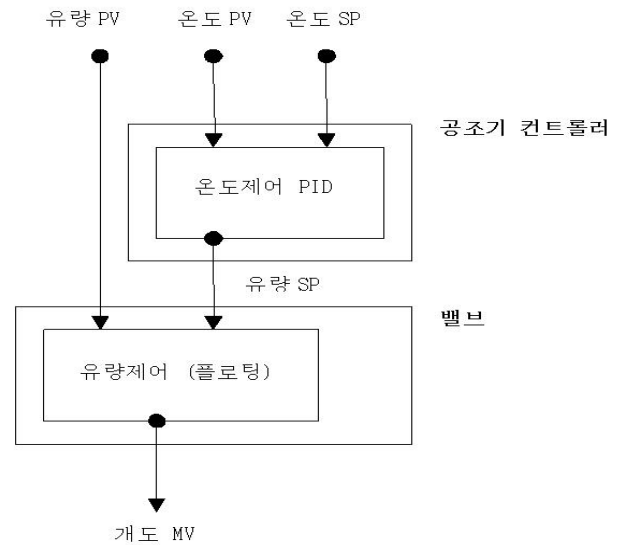 유량 PV 온도 PV 온도 SP
공조기 컨트롤러
온도제어 PID
유량 SP
밸브
유량제어 (플로팅)
개도 MV